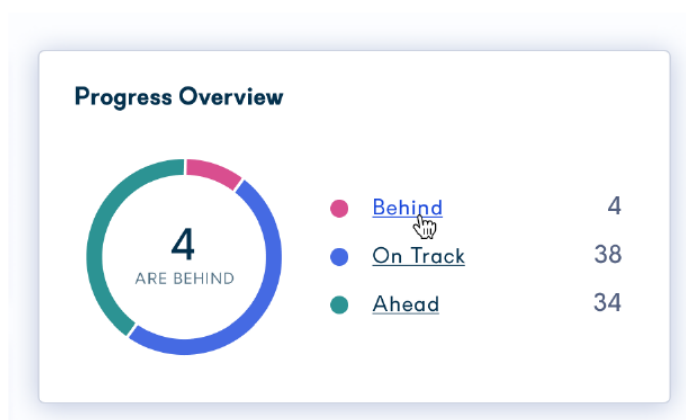 Progress Overview
4
ARE BEHIND
Behind 4
On Track 38
Ahead 34